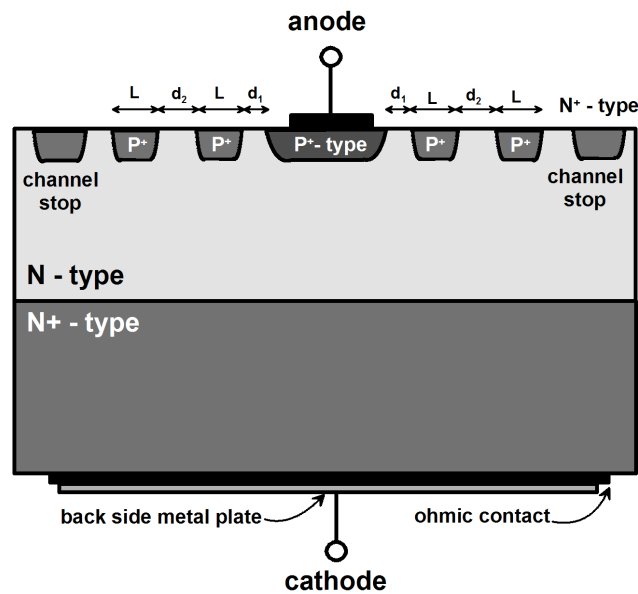 anode
L d₂ L d₁ d₁ L d₂ L N⁺ - type
P⁺ P⁺ P⁺- type P⁺ P⁺
channel stop
channel stop
N - type
N+ - type
back side metal plate
ohmic contact
cathode